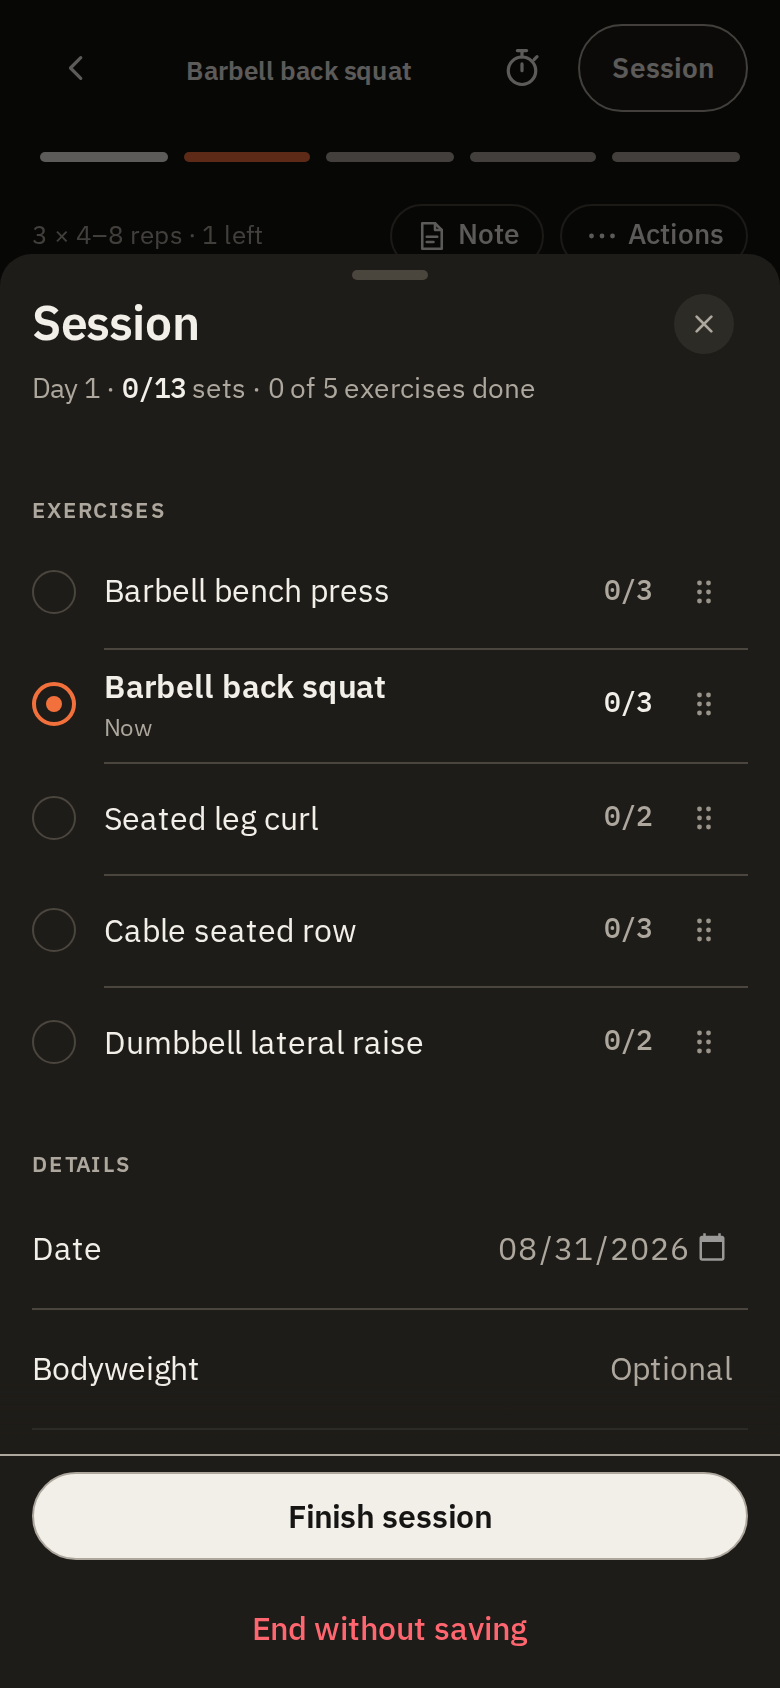 Barbell back squat
Session
3 × 4–8 reps · 1 left
Note
··· Actions
Session
Day 1 · 0/13 sets · 0 of 5 exercises done
EXERCISES
Barbell bench press 0/3
Barbell back squat 0/3
Now
Seated leg curl 0/2
Cable seated row 0/3
Dumbbell lateral raise 0/2
DETAILS
Date 08/31/2026
Bodyweight Optional
Finish session
End without saving